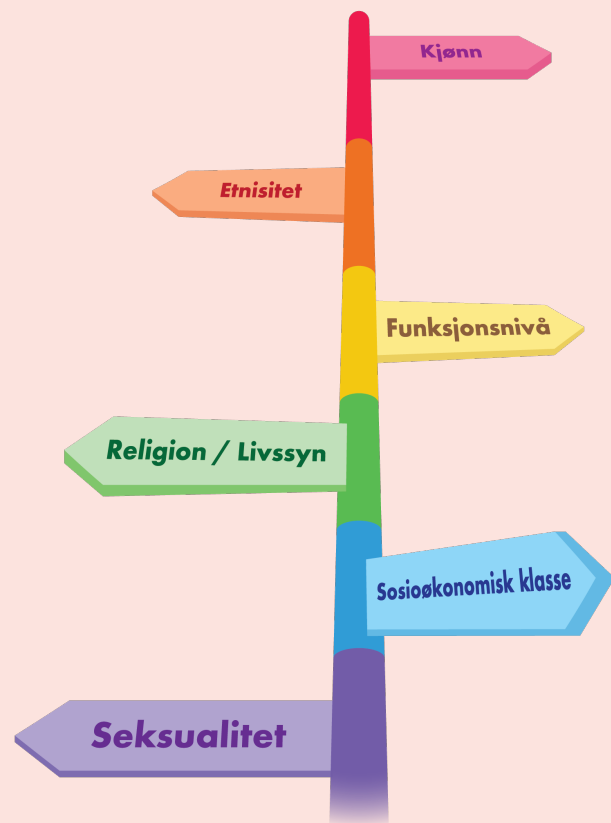 Kjønn
Etnisitet
Funksjonsnivå
Religion / Livssyn
Sosioøkonomisk klasse
Seksualitet